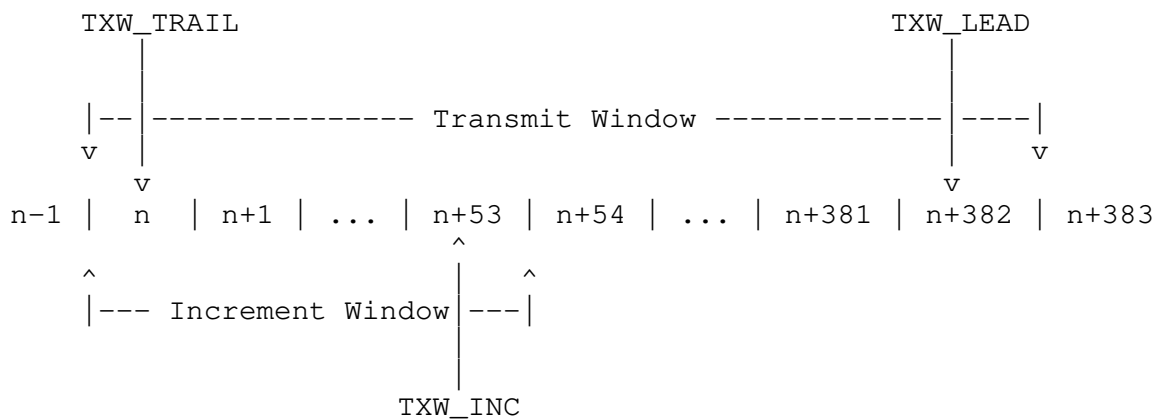 TXW_TRAIL TXW_LEAD
| |
| |
|--|--------------- Transmit Window -------------|----|
v | | v
v v
n-1 | n | n+1 | ... | n+53 | n+54 | ... | n+381 | n+382 | n+383
^
^ | ^
|--- Increment Window|---|
|
|
TXW_INC